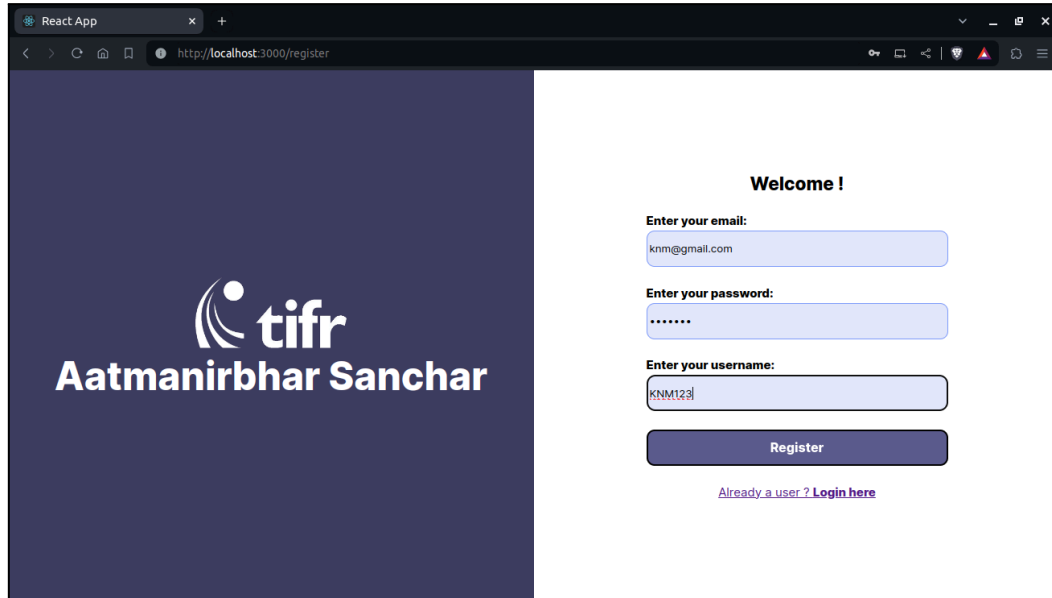 React App
http://localhost:3000/register
tifr
Aatmanirbhar Sanchar
Welcome !
Enter your email:
knm@gmail.com
Enter your password:
•••••••
Enter your username:
KNM123
Register
Already a user ? Login here